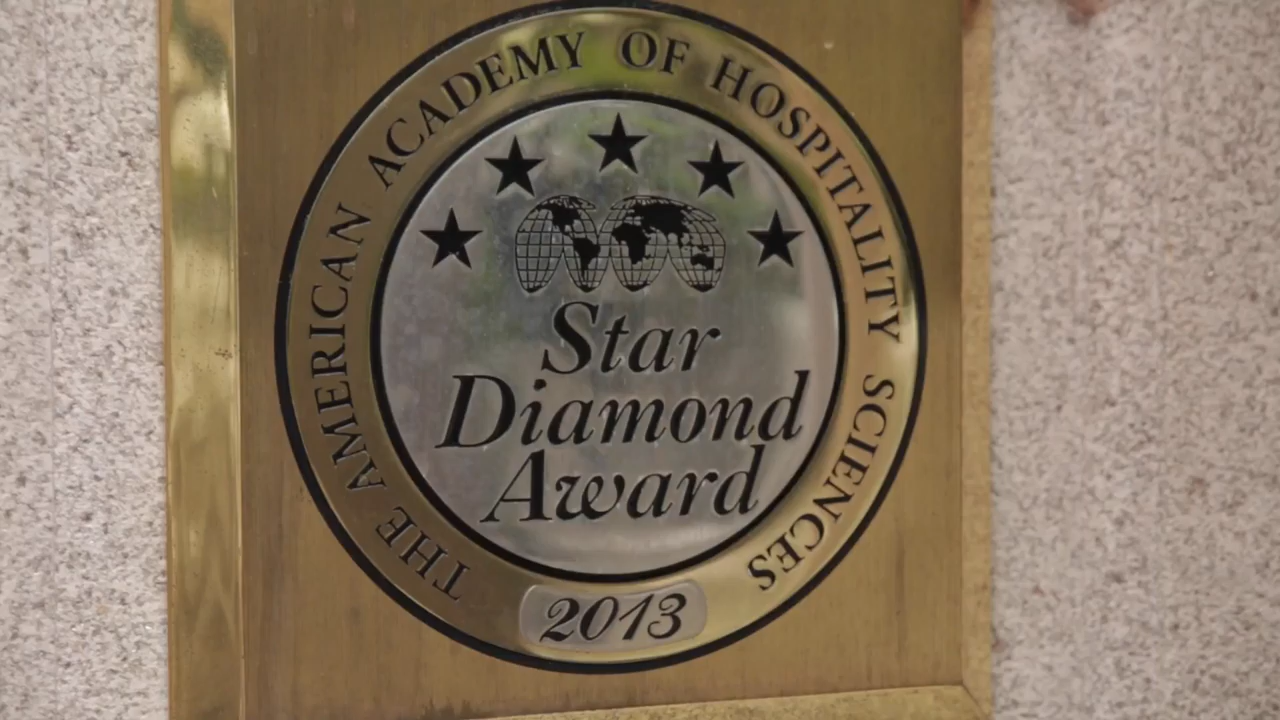 THE AMERICAN ACADEMY OF HOSPITALITY SCIENCES
Star
Diamond
Award
2013